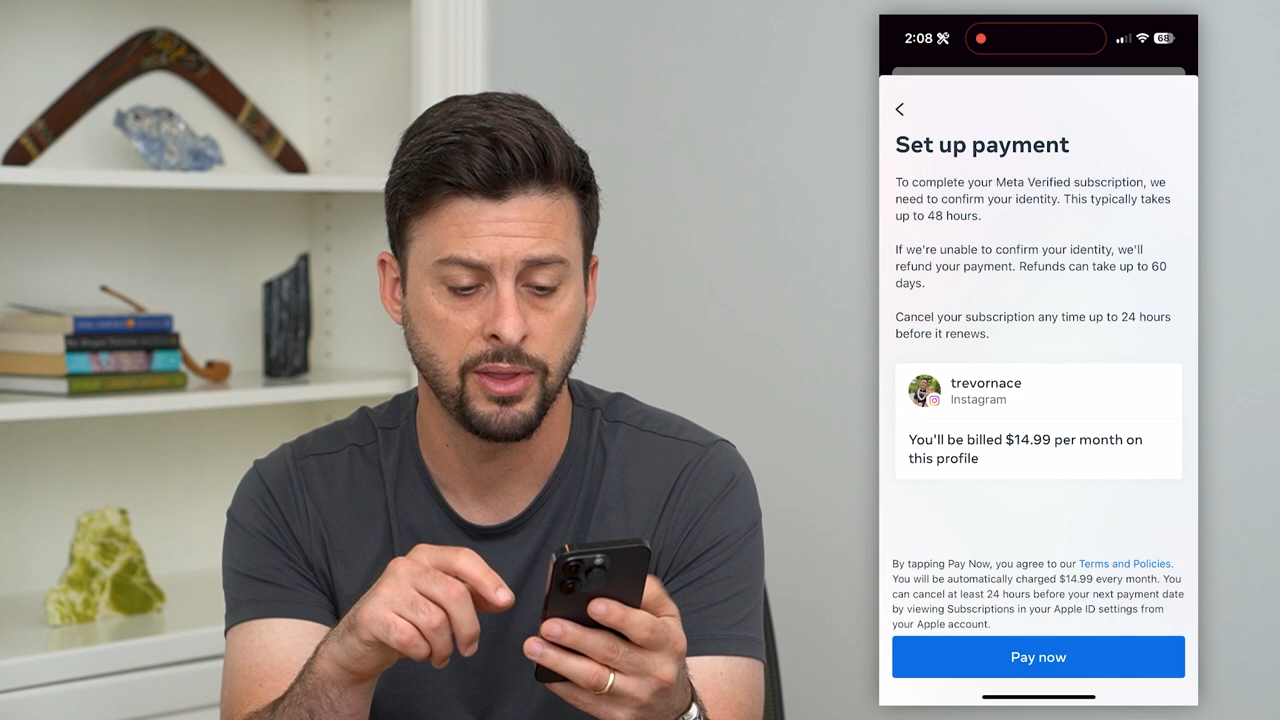 2:08
68
Set up payment
To complete your Meta Verified subscription, we
need to confirm your identity. This typically takes
up to 48 hours.
If we're unable to confirm your identity, we'll
refund your payment. Refunds can take up to 60
days.
Cancel your subscription any time up to 24 hours
before it renews.
trevornace
Instagram
You'll be billed $14.99 per month on
this profile
By tapping Pay Now, you agree to our Terms and Policies.
You will be automatically charged $14.99 every month. You
can cancel at least 24 hours before your next payment date
by viewing Subscriptions in your Apple ID settings from
your Apple account.
Pay now